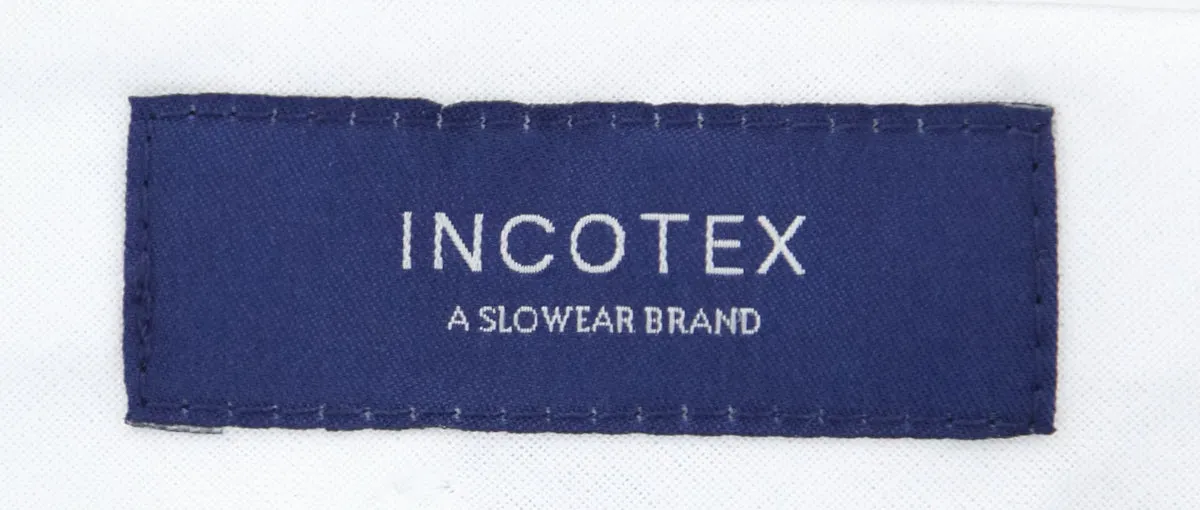 INCOTEX
A SLOWEAR BRAND